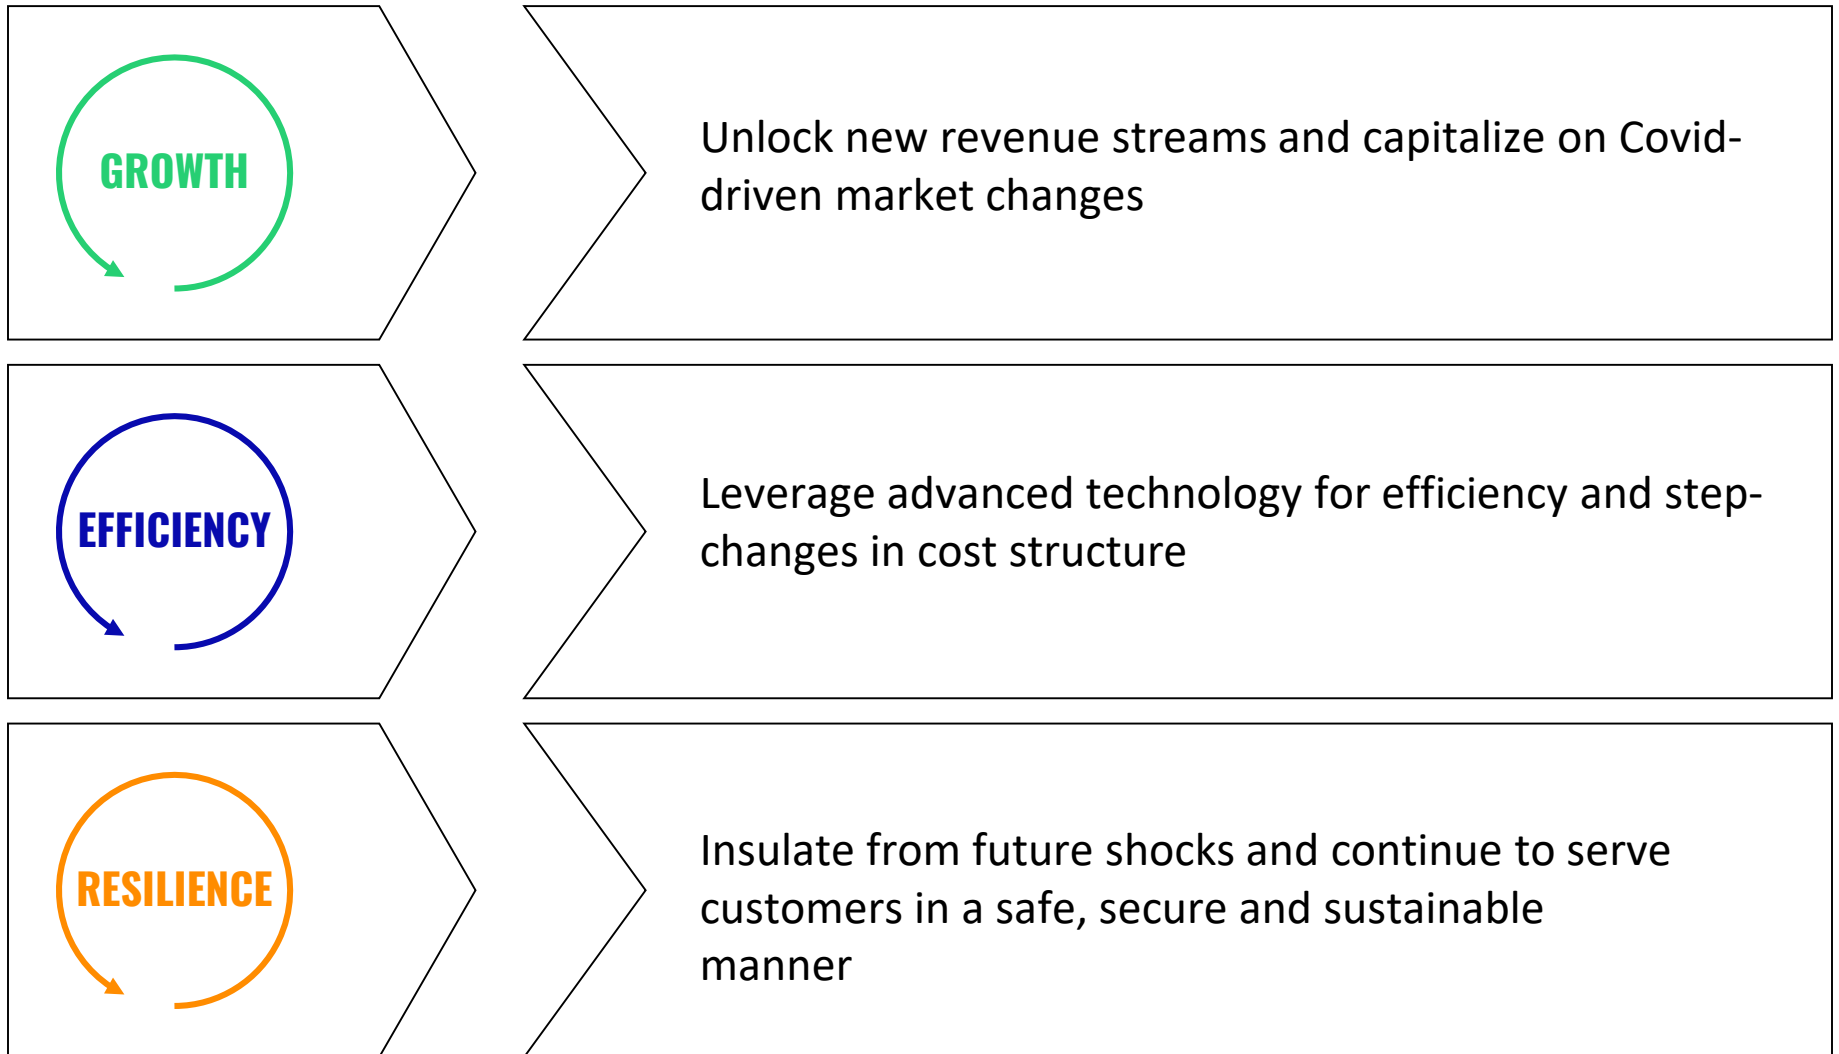 GROWTH
Unlock new revenue streams and capitalize on Covid-
driven market changes
EFFICIENCY
Leverage advanced technology for efficiency and step-
changes in cost structure
RESILIENCE
Insulate from future shocks and continue to serve
customers in a safe, secure and sustainable
manner